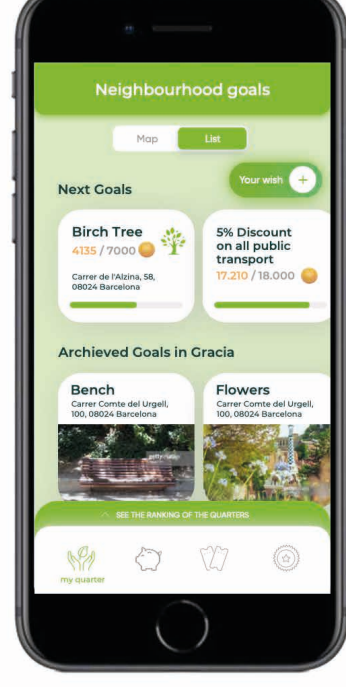 Neighbourhood goals
Map
List
Your wish +
Next Goals
Birch Tree
4135 / 7000
Carrer de l'Alzina, 58,
08024 Barcelona
5% Discount
on all public
transport
17.210 / 18.000
Archieved Goals in Gracia
Bench
Carrer Comte del Urgell,
100, 08024 Barcelona
Flowers
Carrer Comte del Urgell,
100, 08024 Barcelona
gettyimages
SEE THE RANKING OF THE QUARTERS
my quarter